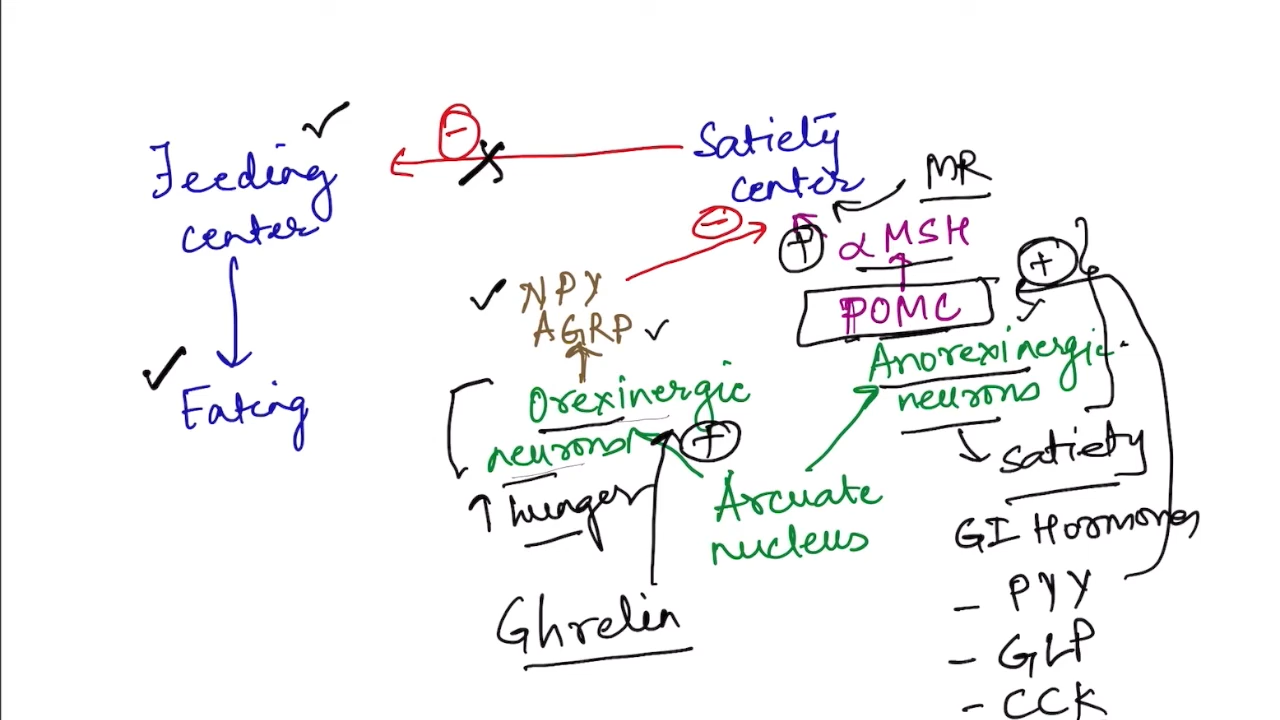 Feeding
center
Eating
Satiety
center
MR
α MSH
POMC
Anorexinergic
neurons
↓ satiety
NPY
AGRP
Orexinergic
neurons
↑ hunger
Arcuate
nucleus
Ghrelin
GI Hormones
- PYY
- GLP
- CCK